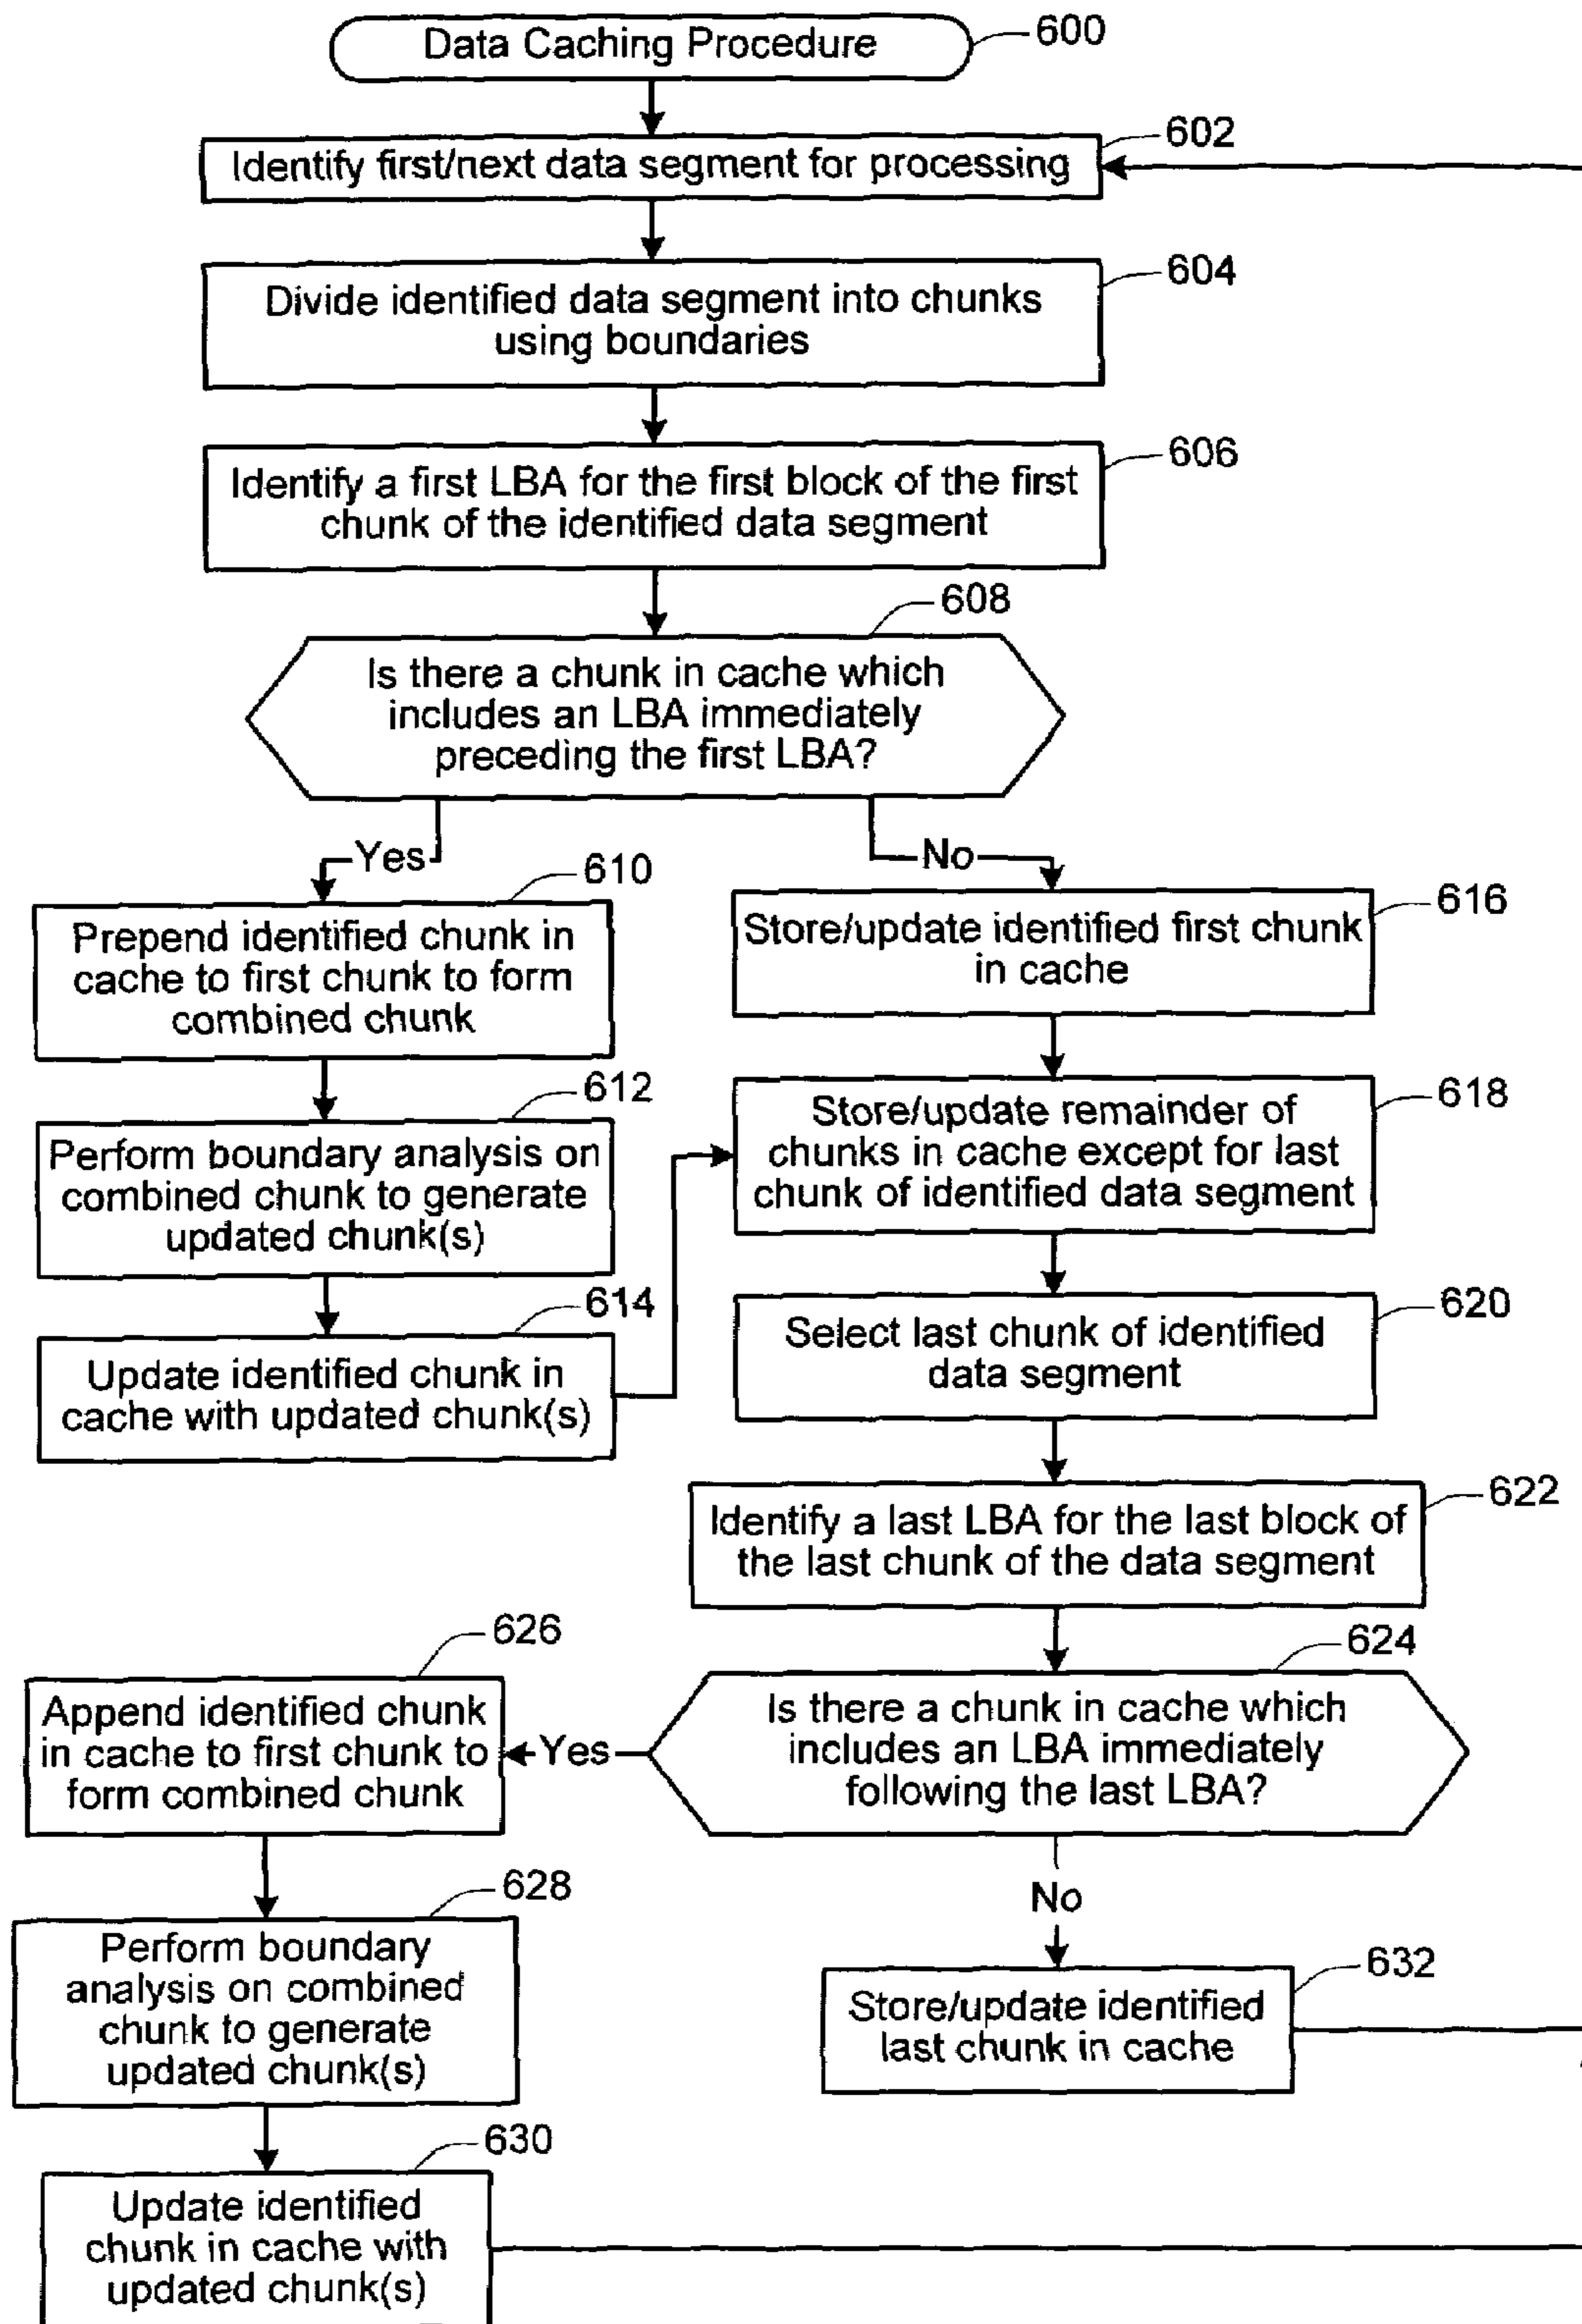 Data Caching Procedure
600
Identify first/next data segment for processing
602
Divide identified data segment into chunks
using boundaries
604
Identify a first LBA for the first block of the first
chunk of the identified data segment
606
608
Is there a chunk in cache which
includes an LBA immediately
preceding the first LBA?
Yes
No
610
Prepend identified chunk in
cache to first chunk to form
combined chunk
612
Perform boundary analysis on
combined chunk to generate
updated chunk(s)
614
Update identified chunk in
cache with updated chunk(s)
616
Store/update identified first chunk
in cache
618
Store/update remainder of
chunks in cache except for last
chunk of identified data segment
620
Select last chunk of identified
data segment
622
Identify a last LBA for the last block of
the last chunk of the data segment
624
Is there a chunk in cache which
includes an LBA immediately
following the last LBA?
Yes
No
626
Append identified chunk
in cache to first chunk to
form combined chunk
628
Perform boundary
analysis on combined
chunk to generate
updated chunk(s)
630
Update identified
chunk in cache with
updated chunk(s)
632
Store/update identified
last chunk in cache